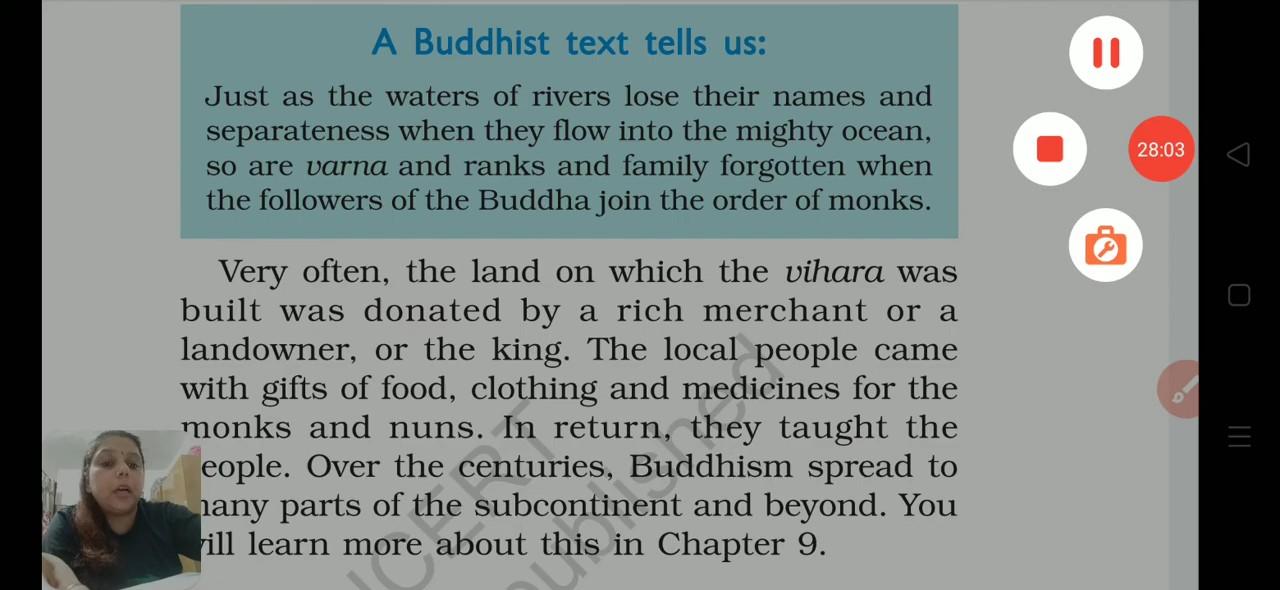 A Buddhist text tells us:
Just as the waters of rivers lose their names and
separateness when they flow into the mighty ocean,
so are varna and ranks and family forgotten when
the followers of the Buddha join the order of monks.
Very often, the land on which the vihara was
built was donated by a rich merchant or a
landowner, or the king. The local people came
with gifts of food, clothing and medicines for the
monks and nuns. In return, they taught the
eople. Over the centuries, Buddhism spread to
many parts of the subcontinent and beyond. You
will learn more about this in Chapter 9.
28:03
NCERT
published